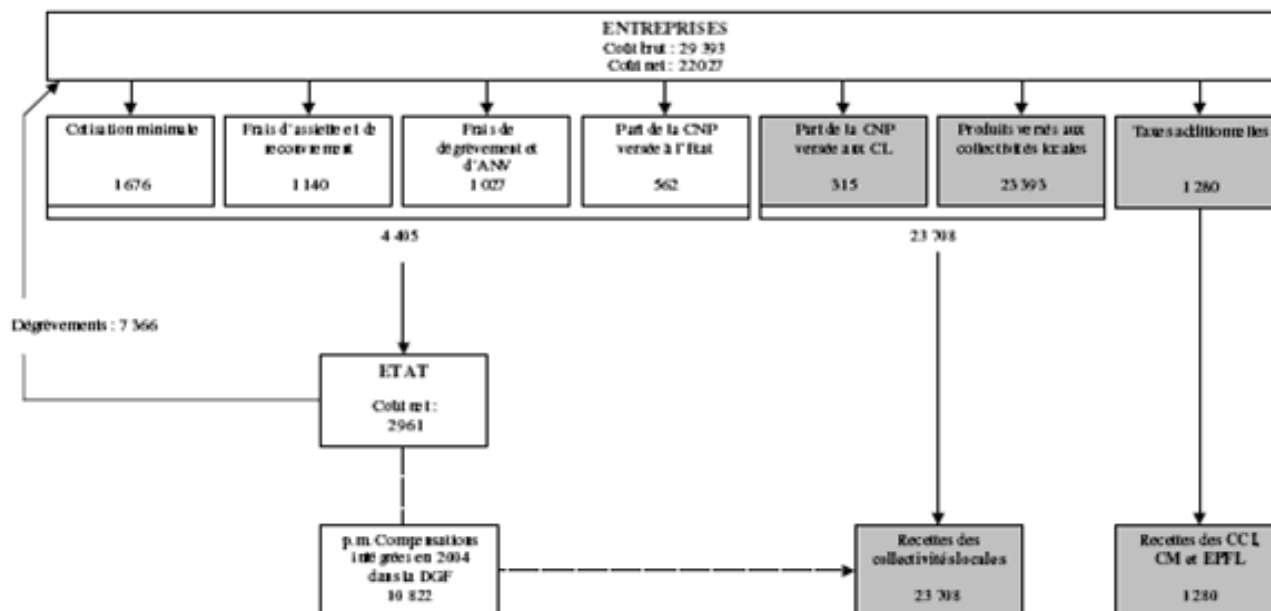 ENTREPRISES
Coût brut : 29 393
Coût net : 22027
Cotisation minimale
1 676
Frais d'assiette et de
recouvrement
1 140
Frais de
dégrèvement et
d'ANV
1 027
Part de la CNP
versée à l'Etat
562
Part de la CNP
versée aux CL
315
Produits versés aux
collectivités locales
23 393
Taxes additionnelles
1 280
4 405
23 708
Dégrèvements : 7 366
ETAT
Coût net :
2961
p.m. Compensations
intégrées en 2004
dans la DGF
10 822
Recettes des
collectivités locales
23 708
Recettes des CCI,
CM et EPFL
1 280